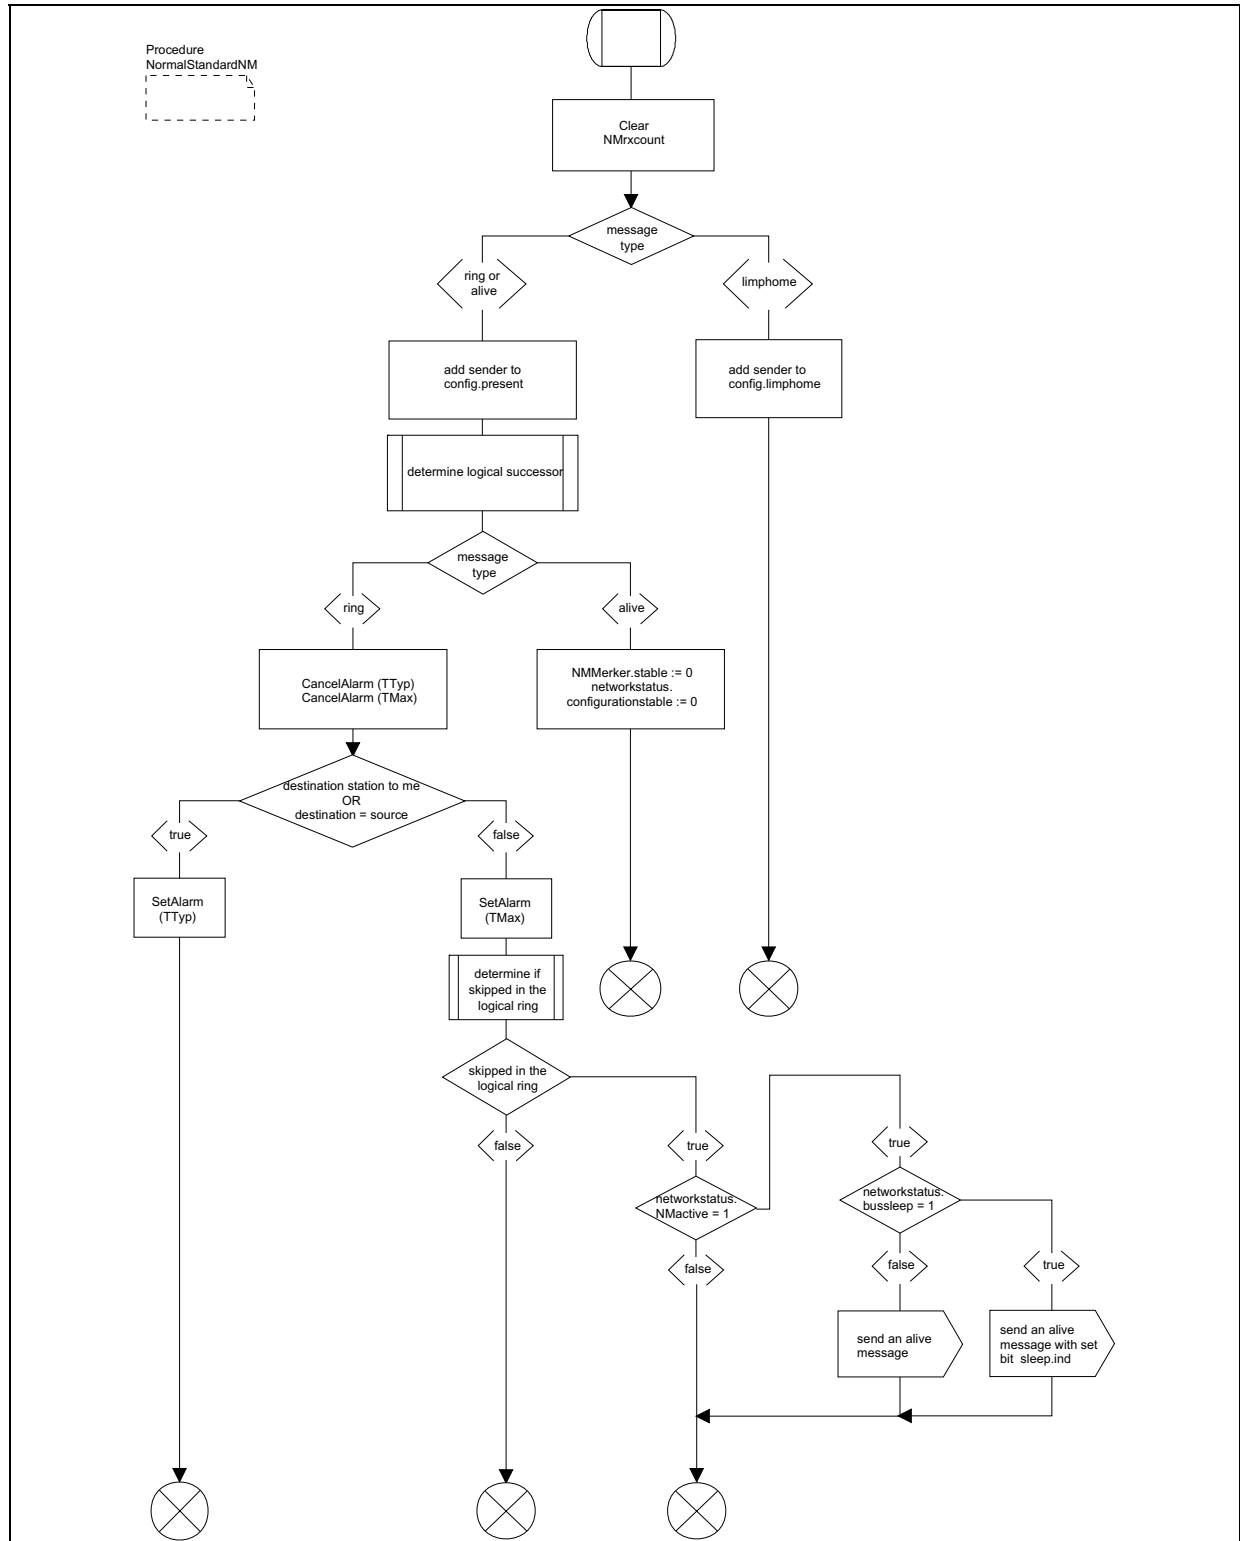 Procedure
NormalStandardNM
Clear
NMrxcount
message
type
ring or
alive
limphome
add sender to
config.present
add sender to
config.limphome
determine logical successor
message
type
ring
alive
CancelAlarm (TTyp)
CancelAlarm (TMax)
NMMerker.stable := 0
networkstatus.
configurationstable := 0
destination station to me
OR
destination = source
true
false
SetAlarm
(TTyp)
SetAlarm
(TMax)
determine if
skipped in the
logical ring
skipped in the
logical ring
false
true
true
networkstatus.
NMactive = 1
networkstatus.
bussleep = 1
false
false
true
send an alive
message
send an alive
message with set
bit sleep.ind